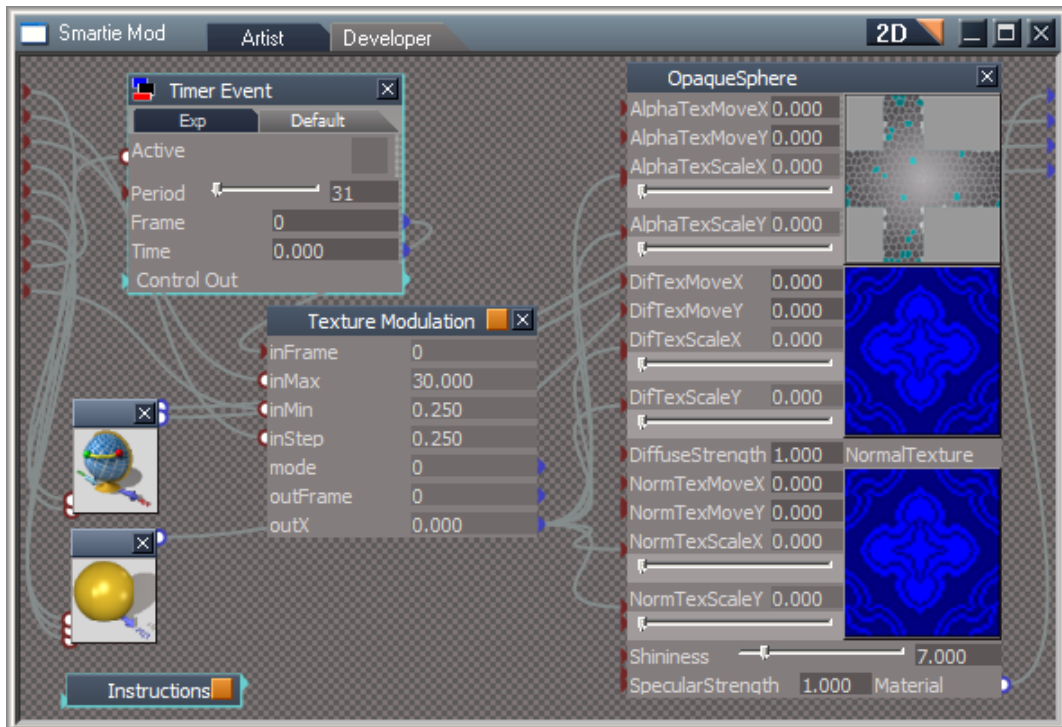 Smartie Mod
Artist
Developer
2D
Timer Event
Exp
Default
Active
Period 31
Frame 0
Time 0.000
Control Out
Texture Modulation
inFrame 0
inMax 30.000
inMin 0.250
inStep 0.250
mode 0
outFrame 0
outX 0.000
Instructions
OpaqueSphere
AlphaTexMoveX 0.000
AlphaTexMoveY 0.000
AlphaTexScaleX 0.000
AlphaTexScaleY 0.000
DifTexMoveX 0.000
DifTexMoveY 0.000
DifTexScaleX 0.000
DifTexScaleY 0.000
DiffuseStrength 1.000 NormalTexture
NormTexMoveX 0.000
NormTexMoveY 0.000
NormTexScaleX 0.000
NormTexScaleY 0.000
Shininess 7.000
SpecularStrength 1.000 Material